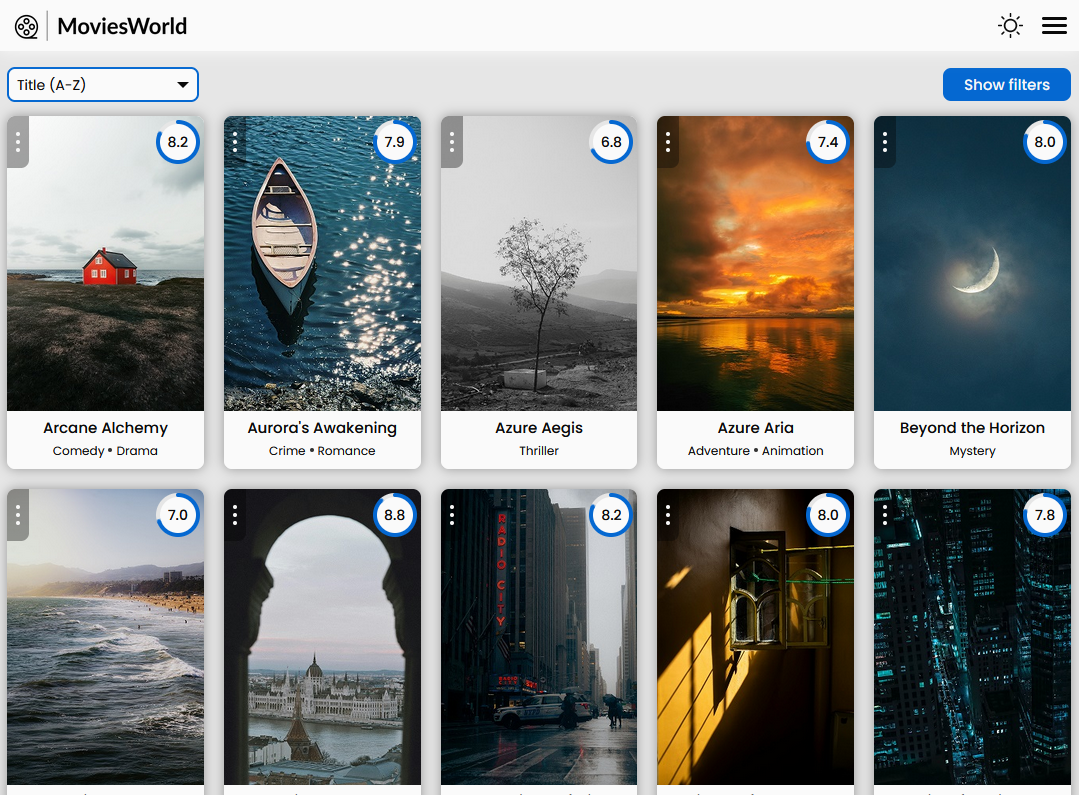 MoviesWorld
Title (A-Z)
Show filters
8.2
7.9
6.8
7.4
8.0
Arcane Alchemy
Aurora's Awakening
Azure Aegis
Azure Aria
Beyond the Horizon
Comedy • Drama
Crime • Romance
Thriller
Adventure • Animation
Mystery
7.0
8.8
8.2
8.0
7.8
RADIO CITY